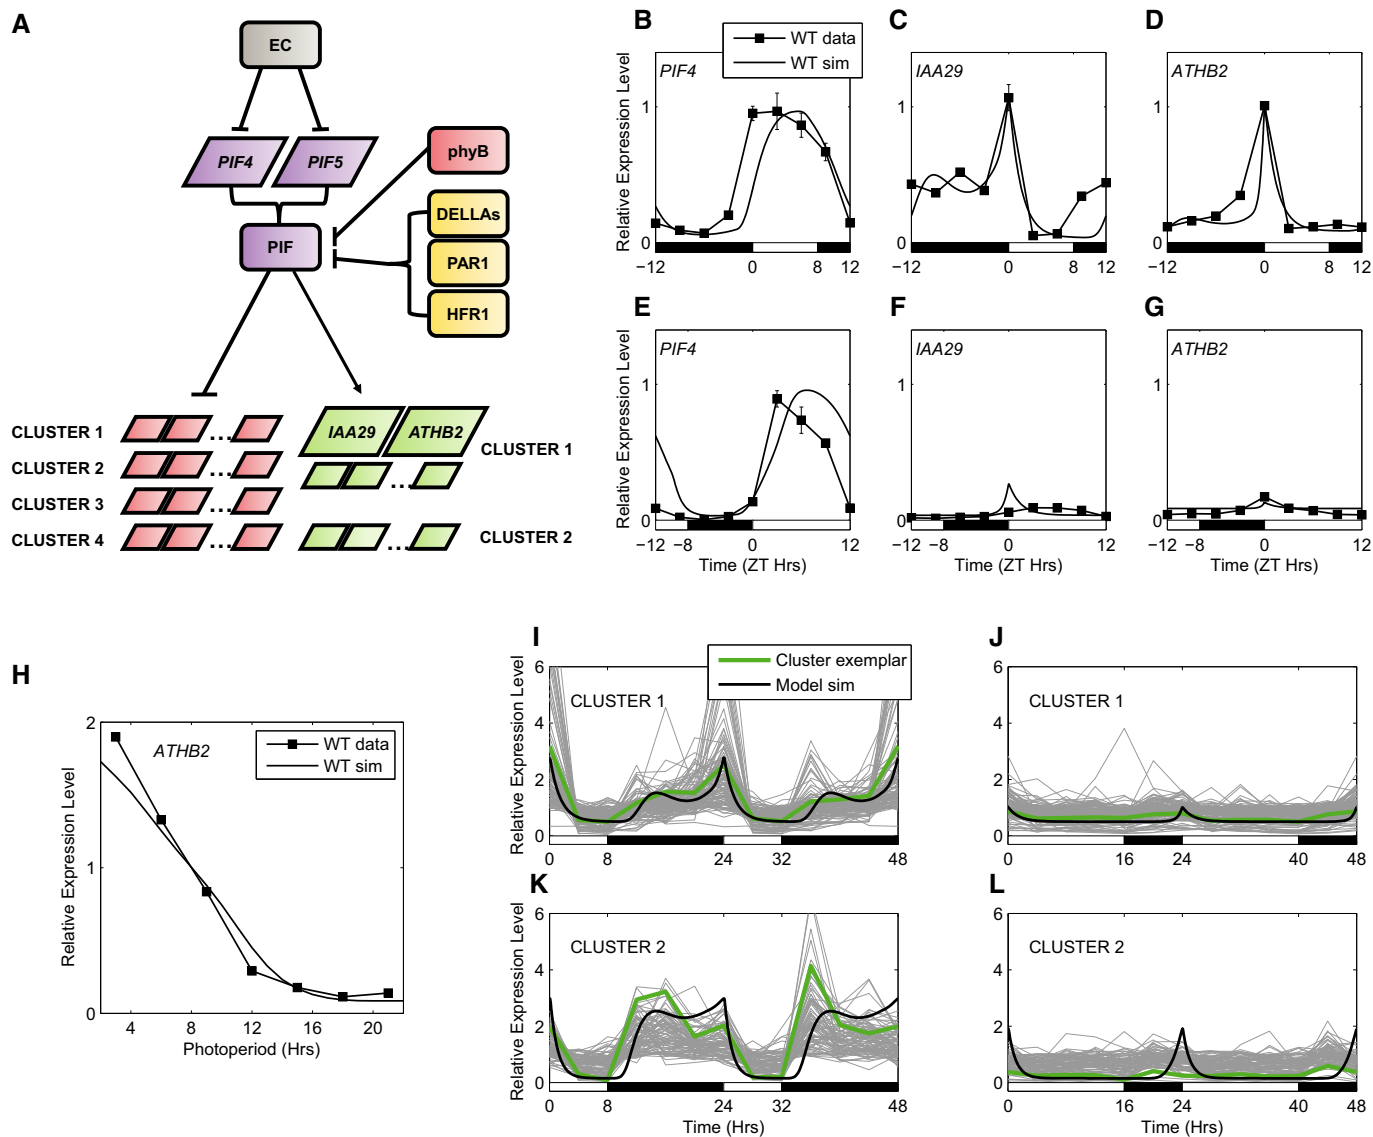 A
EC
PIF4 PIF5
phyB
DELLAs
PIF
PAR1
HFR1
CLUSTER 1
CLUSTER 2
CLUSTER 3
CLUSTER 4
...
...
...
...
IAA29 ATHB2
CLUSTER 1
...
...
CLUSTER 2
B
WT data
WT sim
PIF4
Relative Expression Level
1
0
−12 0 8 12
C
IAA29
1
0
−12 0 8 12
D
ATHB2
1
0
−12 0 8 12
E
PIF4
Relative Expression Level
1
0
−12 −8 0 12
Time (ZT Hrs)
F
IAA29
1
0
−12 −8 0 12
Time (ZT Hrs)
G
ATHB2
1
0
−12 −8 0 12
Time (ZT Hrs)
H
ATHB2
WT data
WT sim
Relative Expression Level
2
1
0
4 8 12 16 20
Photoperiod (Hrs)
I
Cluster exemplar
Model sim
CLUSTER 1
Relative Expression Level
6
4
2
0
0 8 24 32 48
J
CLUSTER 1
6
4
2
0
0 16 24 40 48
K
CLUSTER 2
Relative Expression Level
6
4
2
0
0 8 24 32 48
Time (Hrs)
L
CLUSTER 2
6
4
2
0
0 16 24 40 48
Time (Hrs)